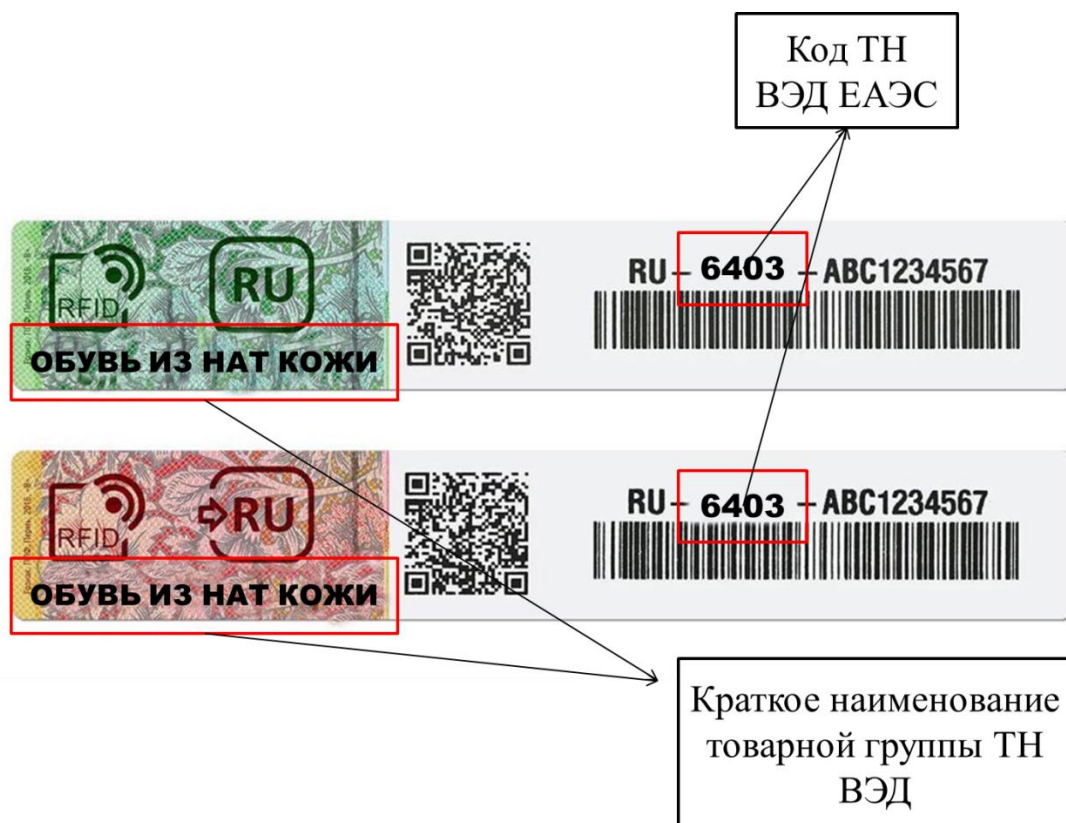 Код ТН
ВЭД ЕАЭС
RFID
RU
ОБУВЬ ИЗ НАТ КОЖИ
RU - 6403 - ABC1234567
RFID
RU
ОБУВЬ ИЗ НАТ КОЖИ
RU - 6403 - ABC1234567
Краткое наименование
товарной группы ТН
ВЭД